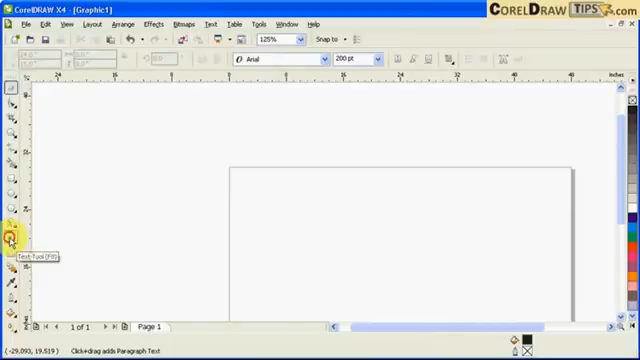 CorelDRAW X4 - [Graphic1]
CORELDRAW TIPS.com
File Edit View Layout Arrange Effects Bitmaps Text Table Tools Window Help
125% Snap to
Arial 200 pt
24 16 8 0 8 16 24 32 40 48 inches
Text Tool (F8)
1 of 1 Page 1
(-29.093, 19.519) Click+drag adds Paragraph Text